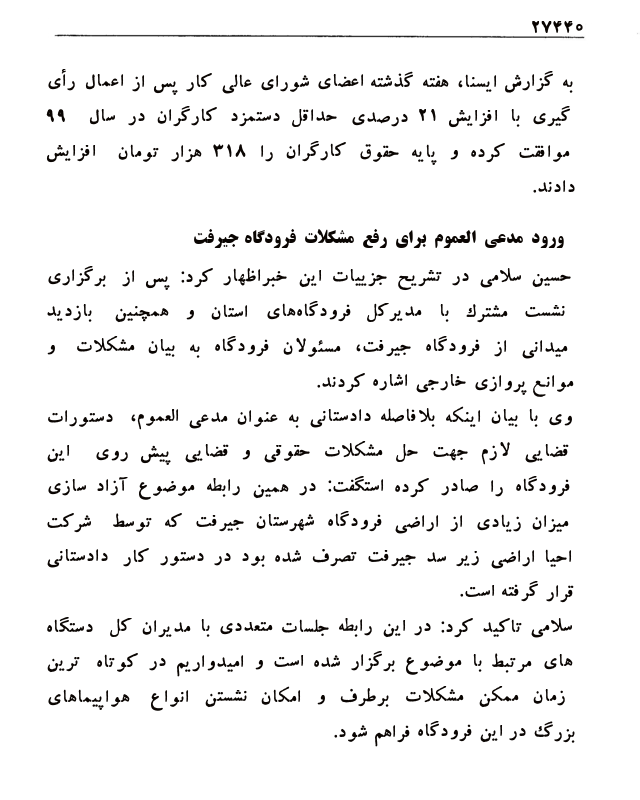 ۲۷۴۴۰
به گزارش ایسنا، هفته گذشته اعضای شورای عالی کار پس از اعمال رأی
گیری با افزایش ۲۱ درصدی حداقل دستمزد کارگران در سال ۹۹
موافقت کرده و پایه حقوق کارگران را ۳۱۸ هزار تومان افزایش
دادند.
ورود مدعی العموم برای رفع مشکلات فرودگاه جیرفت
حسین سلامی در تشریح جزییات این خبراظهار کرد: پس از برگزاری
نشست مشترك با مدیرکل فرودگاه‌های استان و همچنین بازدید
میدانی از فرودگاه جیرفت، مسئولان فرودگاه به بیان مشکلات و
موانع پروازی خارجی اشاره کردند.
وی با بیان اینکه بلافاصله دادستانی به عنوان مدعی العموم، دستورات
قضایی لازم جهت حل مشکلات حقوقی و قضایی پیش روی این
فرودگاه را صادر کرده استگفت: در همین رابطه موضوع آزاد سازی
میزان زیادی از اراضی فرودگاه شهرستان جیرفت که توسط شرکت
احیا اراضی زیر سد جیرفت تصرف شده بود در دستور کار دادستانی
قرار گرفته است.
سلامی تاکید کرد: در این رابطه جلسات متعددی با مدیران کل دستگاه
های مرتبط با موضوع برگزار شده است و امیدواریم در کوتاه ترین
زمان ممکن مشکلات برطرف و امکان نشستن انواع هواپیماهای
بزرگ در این فرودگاه فراهم شود.